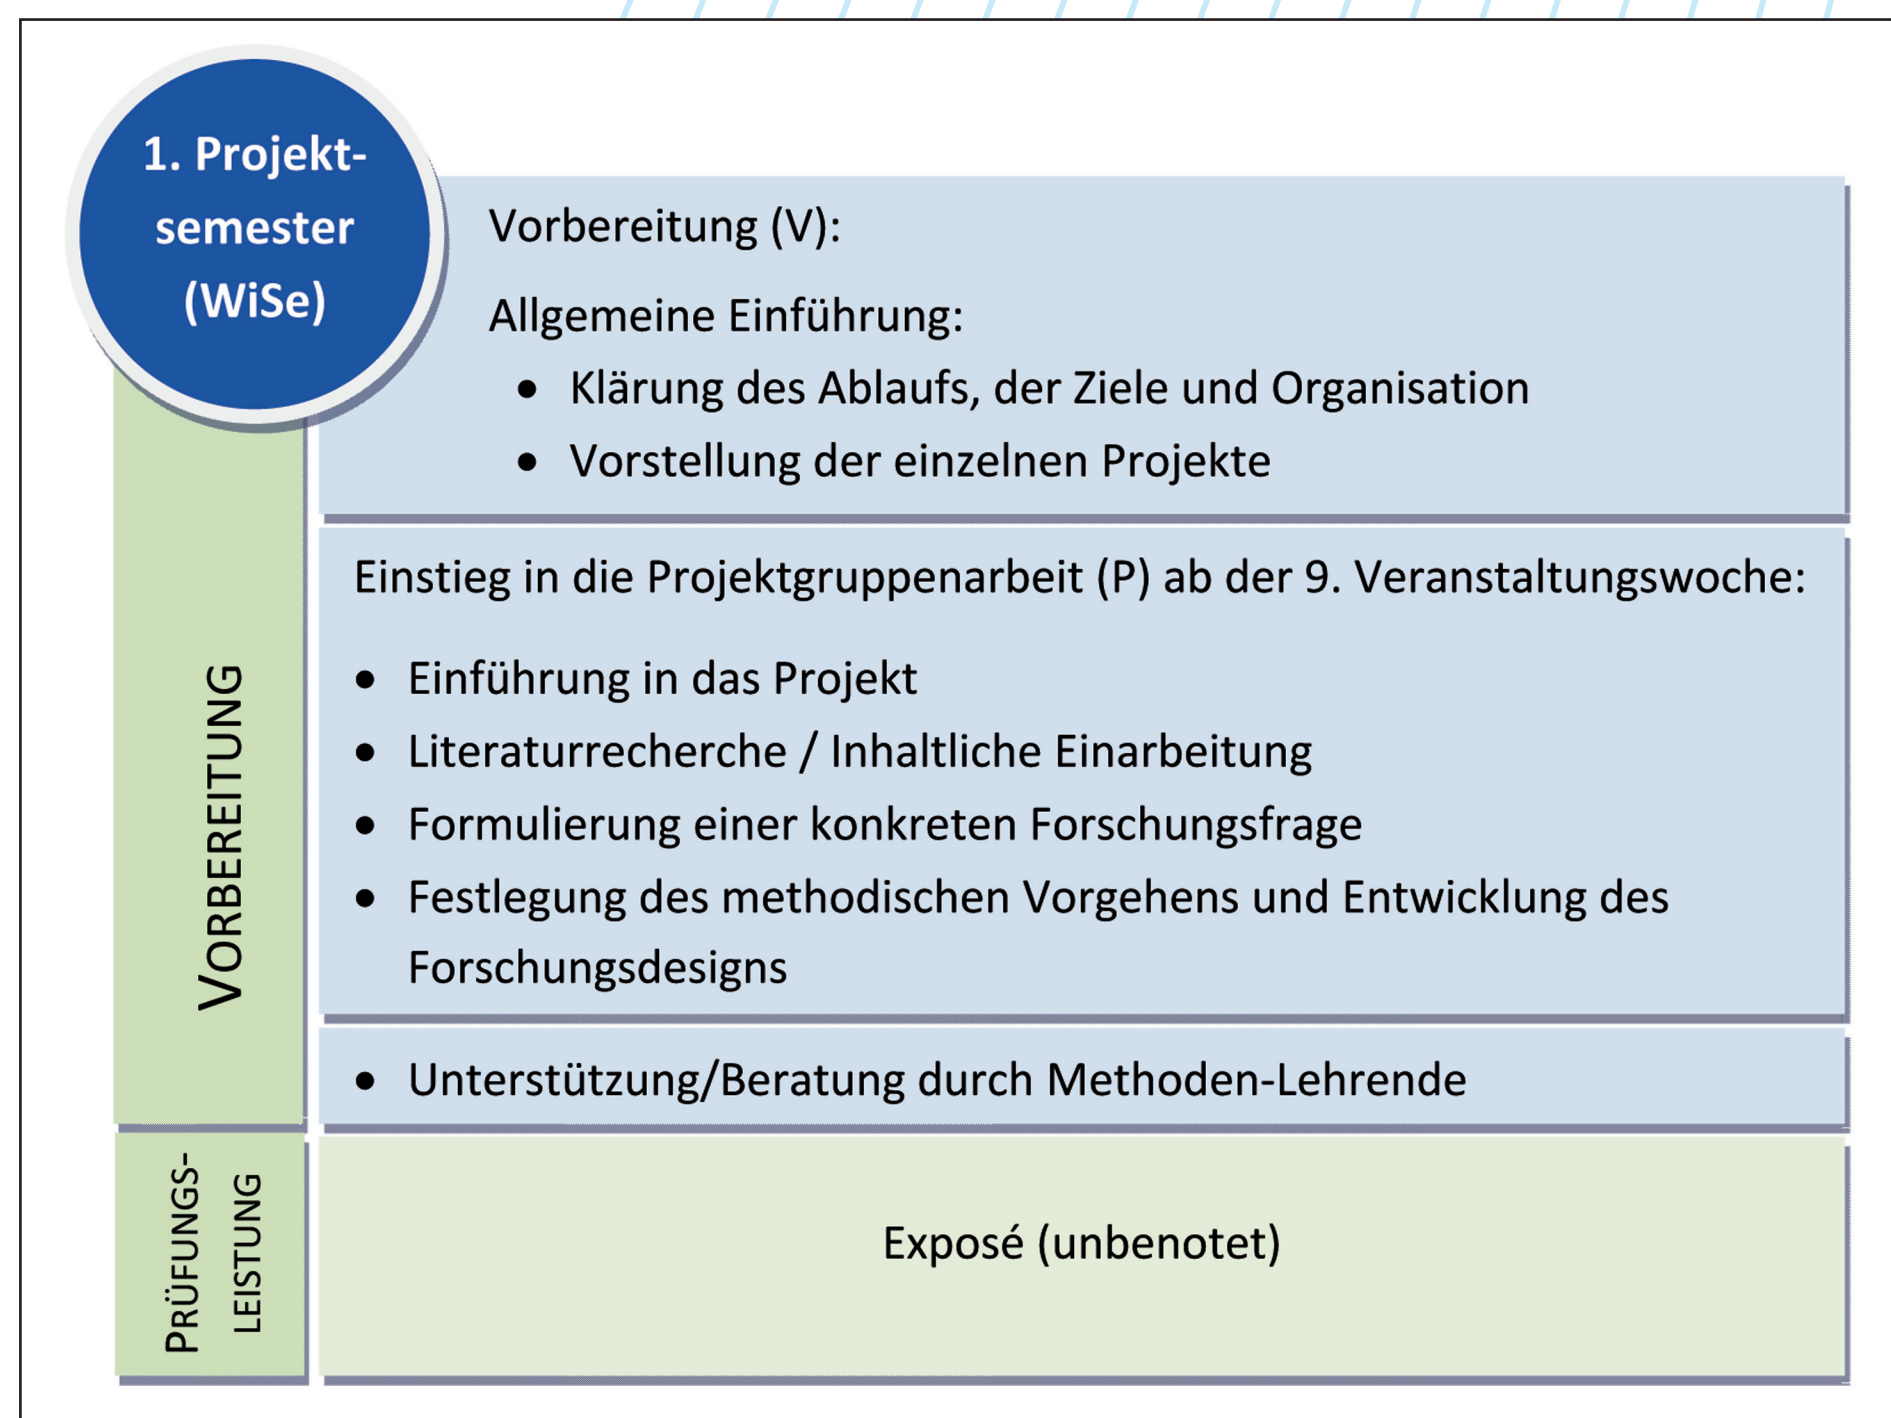 1. Projekt-
semester
(WiSe)
Vorbereitung (V):
Allgemeine Einführung:
• Klärung des Ablaufs, der Ziele und Organisation
• Vorstellung der einzelnen Projekte
VORBEREITUNG
Einstieg in die Projektgruppenarbeit (P) ab der 9. Veranstaltungswoche:
• Einführung in das Projekt
• Literaturrecherche / Inhaltliche Einarbeitung
• Formulierung einer konkreten Forschungsfrage
• Festlegung des methodischen Vorgehens und Entwicklung des
Forschungsdesigns
• Unterstützung/Beratung durch Methoden-Lehrende
PRÜFUNGS-
LEISTUNG
Exposé (unbenotet)